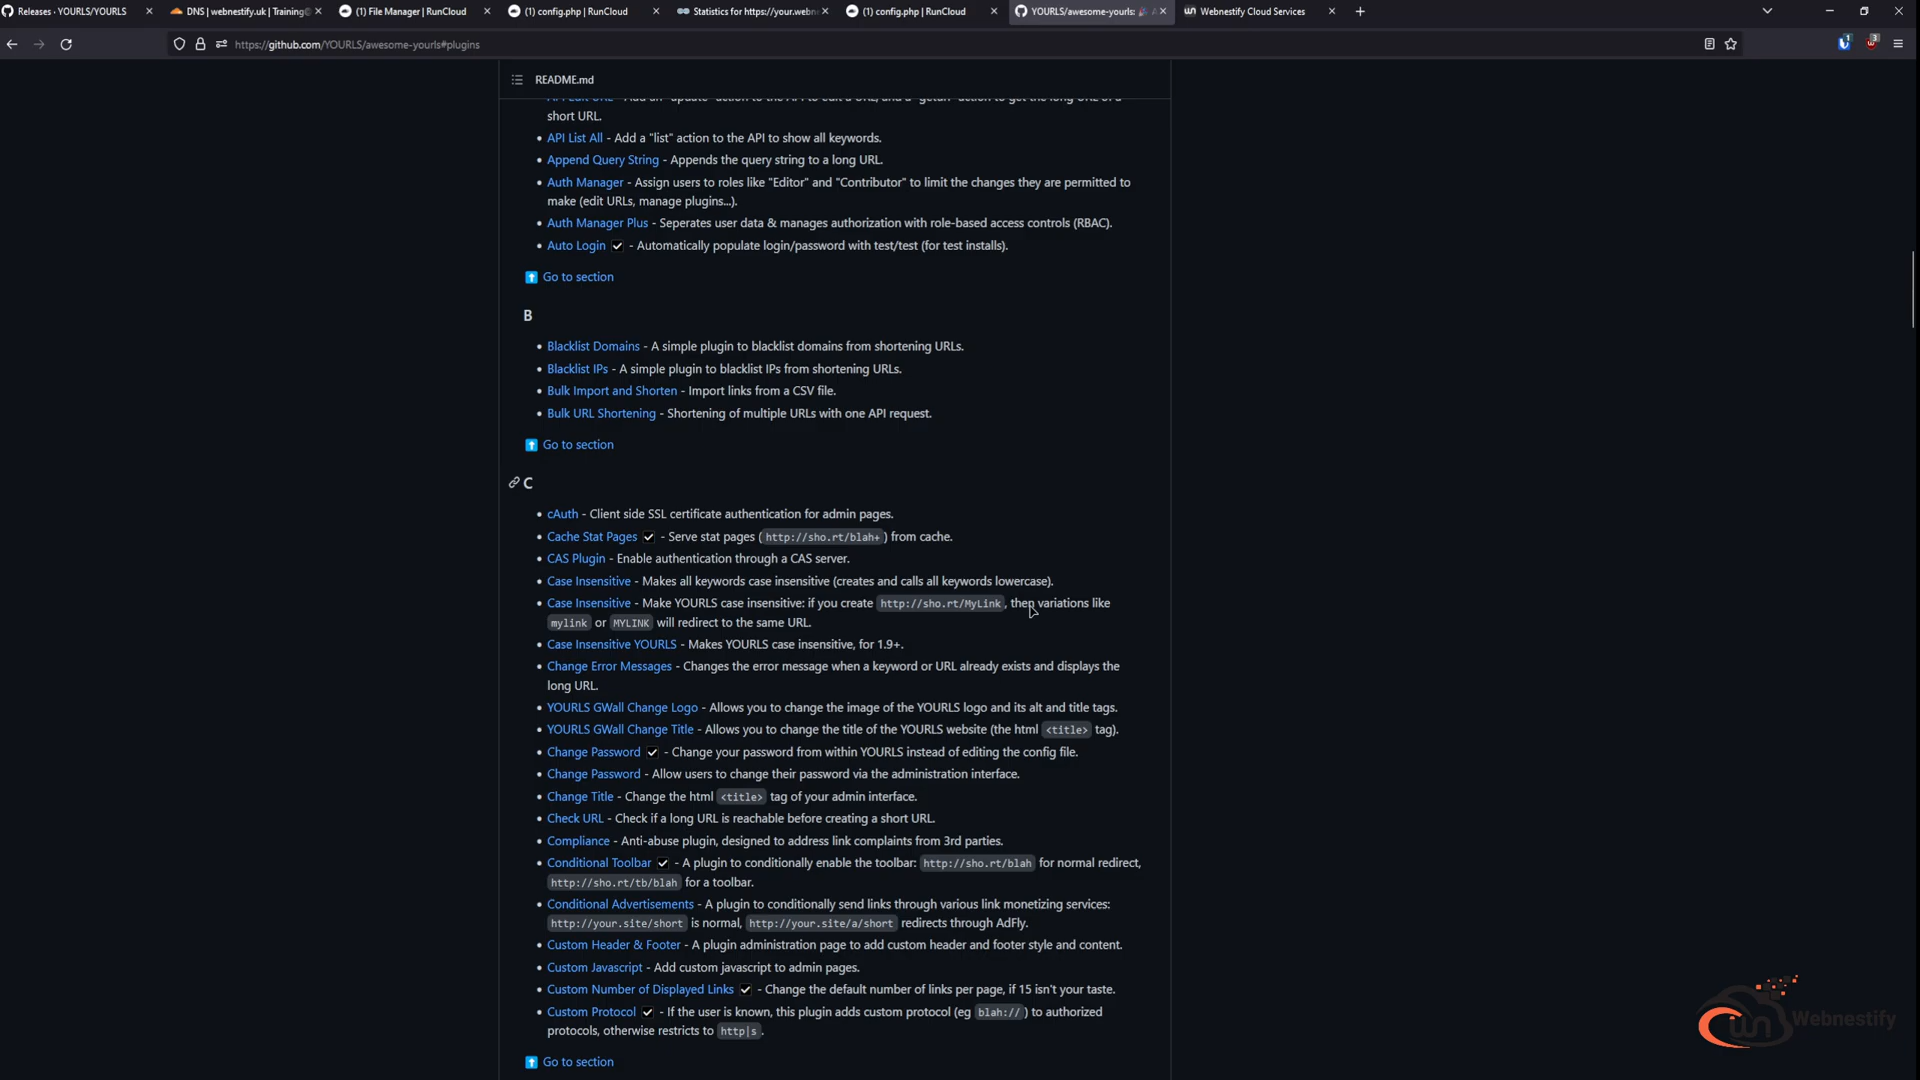 Releases · YOURLS/YOURLS
DNS | webnestify.uk | Training@
(1) File Manager | RunCloud
(1) config.php | RunCloud
Statistics for https://your.webn
(1) config.php | RunCloud
YOURLS/awesome-yourls:
Webnestify Cloud Services
https://github.com/YOURLS/awesome-yourls#plugins
README.md
short URL.
API List All - Add a "list" action to the API to show all keywords.
Append Query String - Appends the query string to a long URL.
Auth Manager - Assign users to roles like "Editor" and "Contributor" to limit the changes they are permitted to
make (edit URLs, manage plugins...).
Auth Manager Plus - Seperates user data & manages authorization with role-based access controls (RBAC).
Auto Login - Automatically populate login/password with test/test (for test installs).
Go to section
B
Blacklist Domains - A simple plugin to blacklist domains from shortening URLs.
Blacklist IPs - A simple plugin to blacklist IPs from shortening URLs.
Bulk Import and Shorten - Import links from a CSV file.
Bulk URL Shortening - Shortening of multiple URLs with one API request.
Go to section
C
cAuth - Client side SSL certificate authentication for admin pages.
Cache Stat Pages - Serve stat pages ( http://sho.rt/blah+ ) from cache.
CAS Plugin - Enable authentication through a CAS server.
Case Insensitive - Makes all keywords case insensitive (creates and calls all keywords lowercase).
Case Insensitive - Make YOURLS case insensitive: if you create http://sho.rt/MyLink , then variations like
mylink or MYLINK will redirect to the same URL.
Case Insensitive YOURLS - Makes YOURLS case insensitive, for 1.9+.
Change Error Messages - Changes the error message when a keyword or URL already exists and displays the
long URL.
YOURLS GWall Change Logo - Allows you to change the image of the YOURLS logo and its alt and title tags.
YOURLS GWall Change Title - Allows you to change the title of the YOURLS website (the html <title> tag).
Change Password - Change your password from within YOURLS instead of editing the config file.
Change Password - Allow users to change their password via the administration interface.
Change Title - Change the html <title> tag of your admin interface.
Check URL - Check if a long URL is reachable before creating a short URL.
Compliance - Anti-abuse plugin, designed to address link complaints from 3rd parties.
Conditional Toolbar - A plugin to conditionally enable the toolbar: http://sho.rt/blah for normal redirect,
http://sho.rt/tb/blah for a toolbar.
Conditional Advertisements - A plugin to conditionally send links through various link monetizing services:
http://your.site/short is normal, http://your.site/a/short redirects through AdFly.
Custom Header & Footer - A plugin administration page to add custom header and footer style and content.
Custom Javascript - Add custom javascript to admin pages.
Custom Number of Displayed Links - Change the default number of links per page, if 15 isn't your taste.
Custom Protocol - If the user is known, this plugin adds custom protocol (eg blah:// ) to authorized
protocols, otherwise restricts to http|s .
Go to section
Webnestify